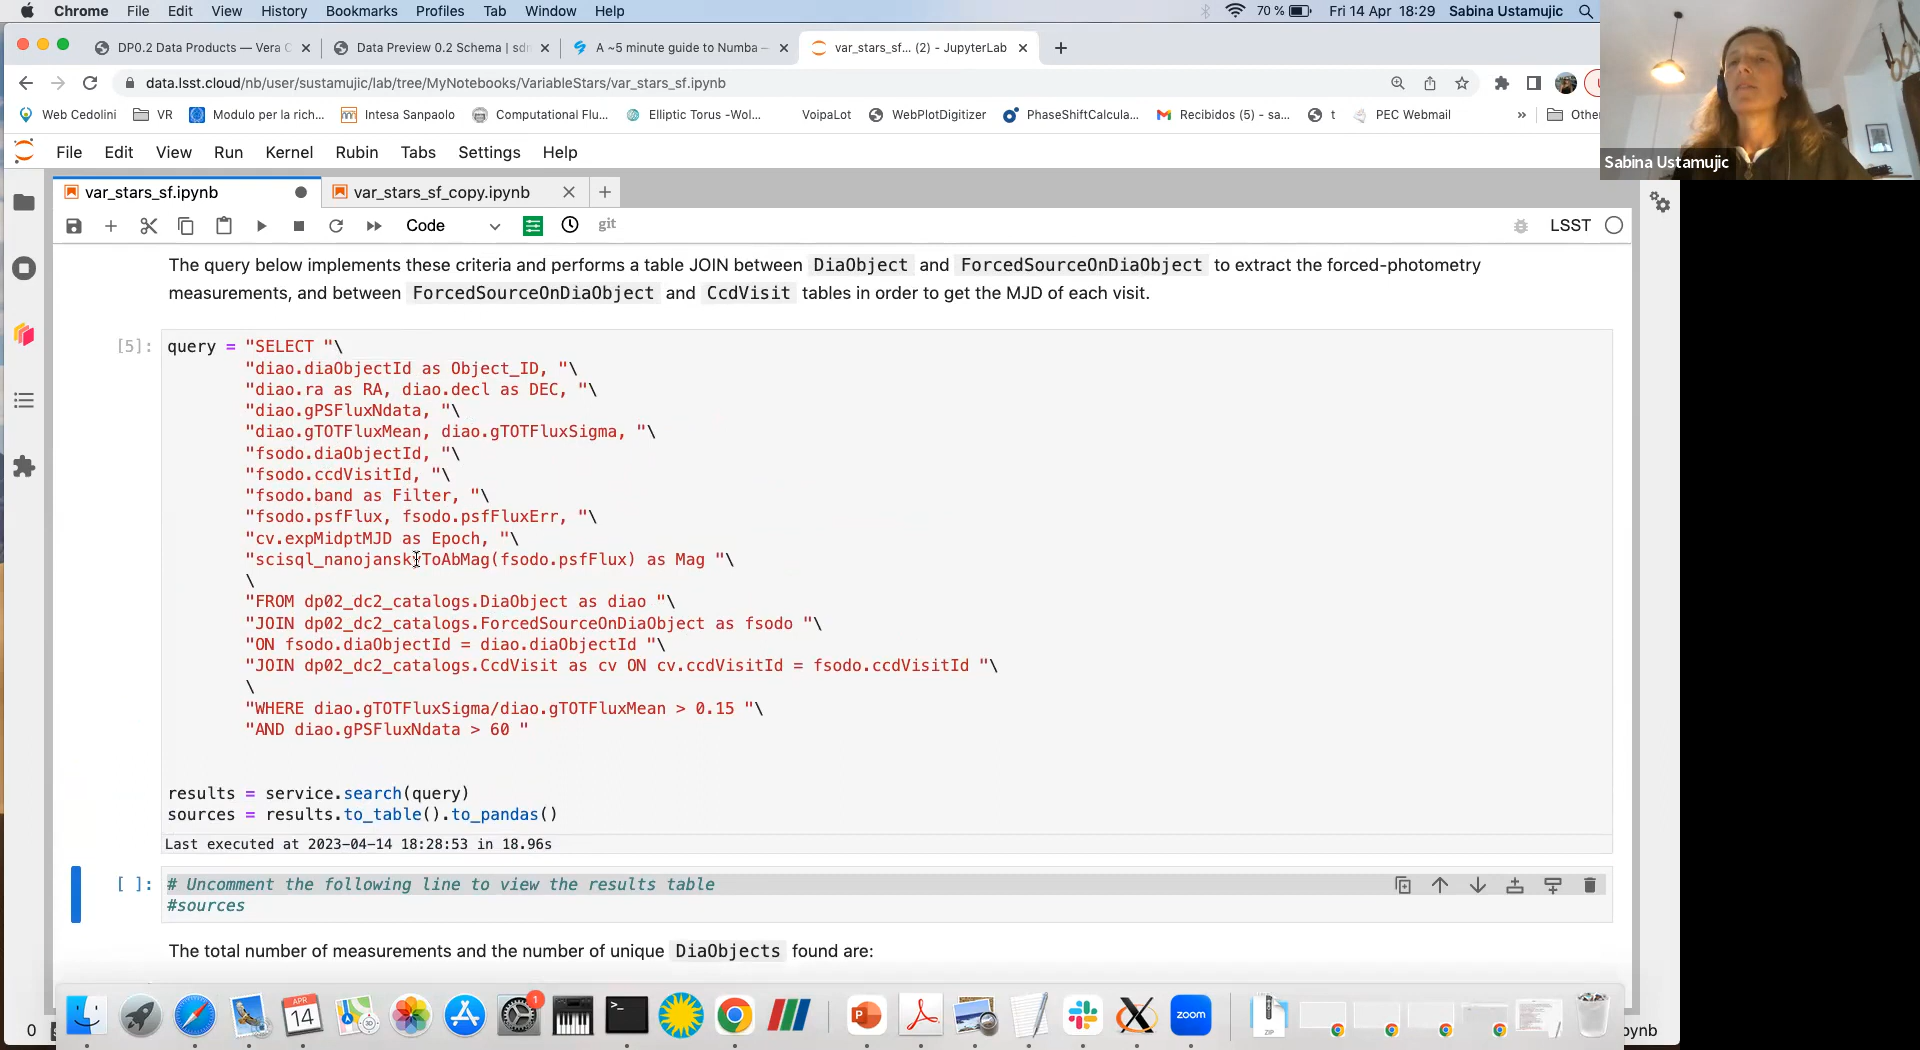 Chrome File Edit View History Bookmarks Profiles Tab Window Help 70 % Fri 14 Apr 18:29 Sabina Ustamujic
DP0.2 Data Products — Vera C Data Preview 0.2 Schema | sdm A ~5 minute guide to Numba — var_stars_sf... (2) - JupyterLab
data.lsst.cloud/nb/user/sustamujic/lab/tree/MyNotebooks/VariableStars/var_stars_sf.ipynb
Web Cedolini VR Modulo per la rich... Intesa Sanpaolo Computational Flu... Elliptic Torus -Wol... VoipaLot WebPlotDigitizer PhaseShiftCalcula... Recibidos (5) - sa... t PEC Webmail » Othe
File Edit View Run Kernel Rubin Tabs Settings Help
Sabina Ustamujic
var_stars_sf.ipynb var_stars_sf_copy.ipynb
Code git LSST
The query below implements these criteria and performs a table JOIN between DiaObject and ForcedSourceOnDiaObject to extract the forced-photometry
measurements, and between ForcedSourceOnDiaObject and CcdVisit tables in order to get the MJD of each visit.
[5]: query = "SELECT "\
"diao.diaObjectId as Object_ID, "\
"diao.ra as RA, diao.decl as DEC, "\
"diao.gPSFluxNdata, "\
"diao.gTOTFluxMean, diao.gTOTFluxSigma, "\
"fsodo.diaObjectId, "\
"fsodo.ccdVisitId, "\
"fsodo.band as Filter, "\
"fsodo.psfFlux, fsodo.psfFluxErr, "\
"cv.expMidptMJD as Epoch, "\
"scisql_nanojanskyToAbMag(fsodo.psfFlux) as Mag "\
\
"FROM dp02_dc2_catalogs.DiaObject as diao "\
"JOIN dp02_dc2_catalogs.ForcedSourceOnDiaObject as fsodo "\
"ON fsodo.diaObjectId = diao.diaObjectId "\
"JOIN dp02_dc2_catalogs.CcdVisit as cv ON cv.ccdVisitId = fsodo.ccdVisitId "\
\
"WHERE diao.gTOTFluxSigma/diao.gTOTFluxMean > 0.15 "\
"AND diao.gPSFluxNdata > 60 "
results = service.search(query)
sources = results.to_table().to_pandas()
Last executed at 2023-04-14 18:28:53 in 18.96s
[ ]: # Uncomment the following line to view the results table
#sources
The total number of measurements and the number of unique DiaObjects found are:
APR
14
1
zoom
ZIP
0
pynb